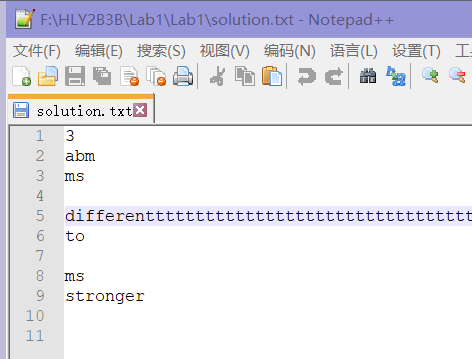 F:\HLY2B3B\Lab1\Lab1\solution.txt - Notepad++
文件(F) 编辑(E) 搜索(S) 视图(V) 编码(N) 语言(L) 设置(T)
solution.txt
1 3
2 abm
3 ms
4
5 differenttttttttttttttttttttttttttttttttt
6 to
7
8 ms
9 stronger
10
11